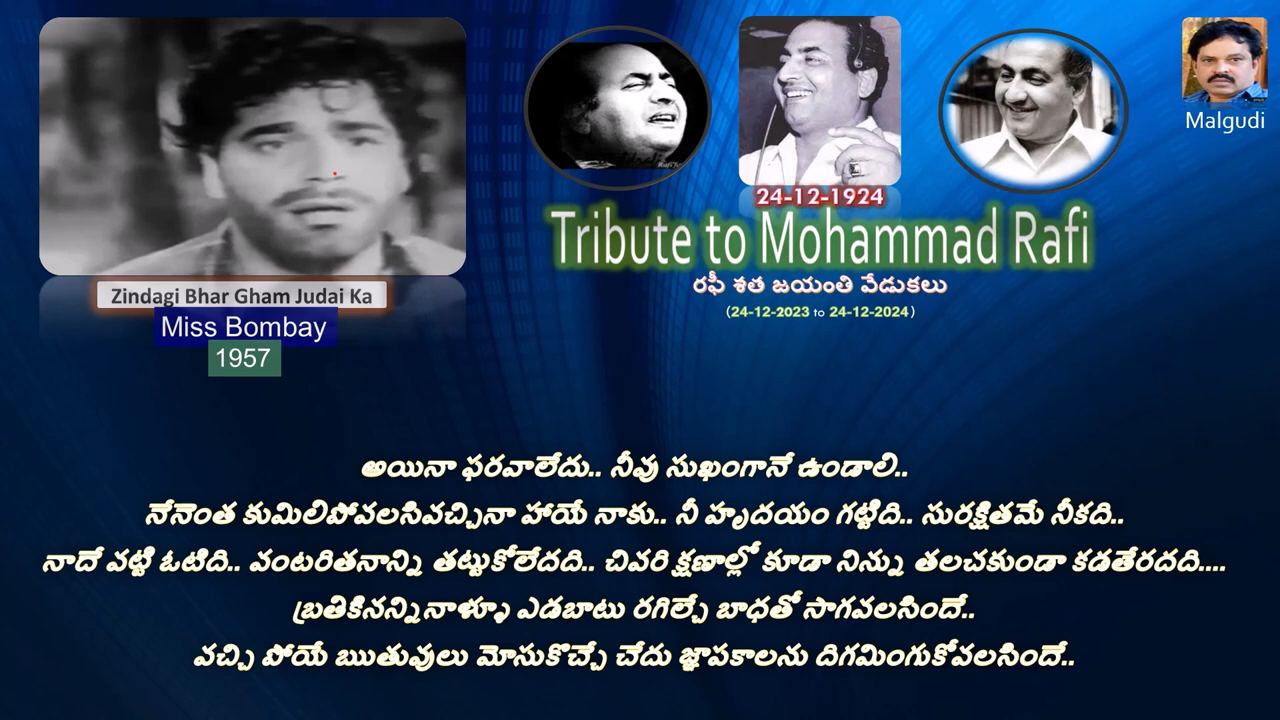 Malgudi
24-12-1924
Tribute to Mohammad Rafi
రఫీ శత జయంతి వేడుకలు
(24-12-2023 to 24-12-2024)
Zindagi Bhar Gham Judai Ka
Miss Bombay
1957
అయినా ఫరవాలేదు.. నీవు సుఖంగానే ఉండాలి..
నేనెంత కుమిలిపోవలసివచ్చినా హాయే నాకు.. నీ హృదయం గట్టిది.. సురక్షితమే నీకది..
నాదే వట్టి ఓటిది.. వంటరితనాన్ని తట్టుకోలేదది.. చివరి క్షణాల్లో కూడా నిన్ను తలచకుండా కడతేరదది....
బ్రతికినన్నినాళ్ళూ ఎడబాటు రగిల్చే బాధతో సాగవలసిందే..
వచ్చి పోయే ఋతువులు మోసుకొచ్చే చేదు జ్ఞాపకాలను దిగమింగుకోవలసిందే..